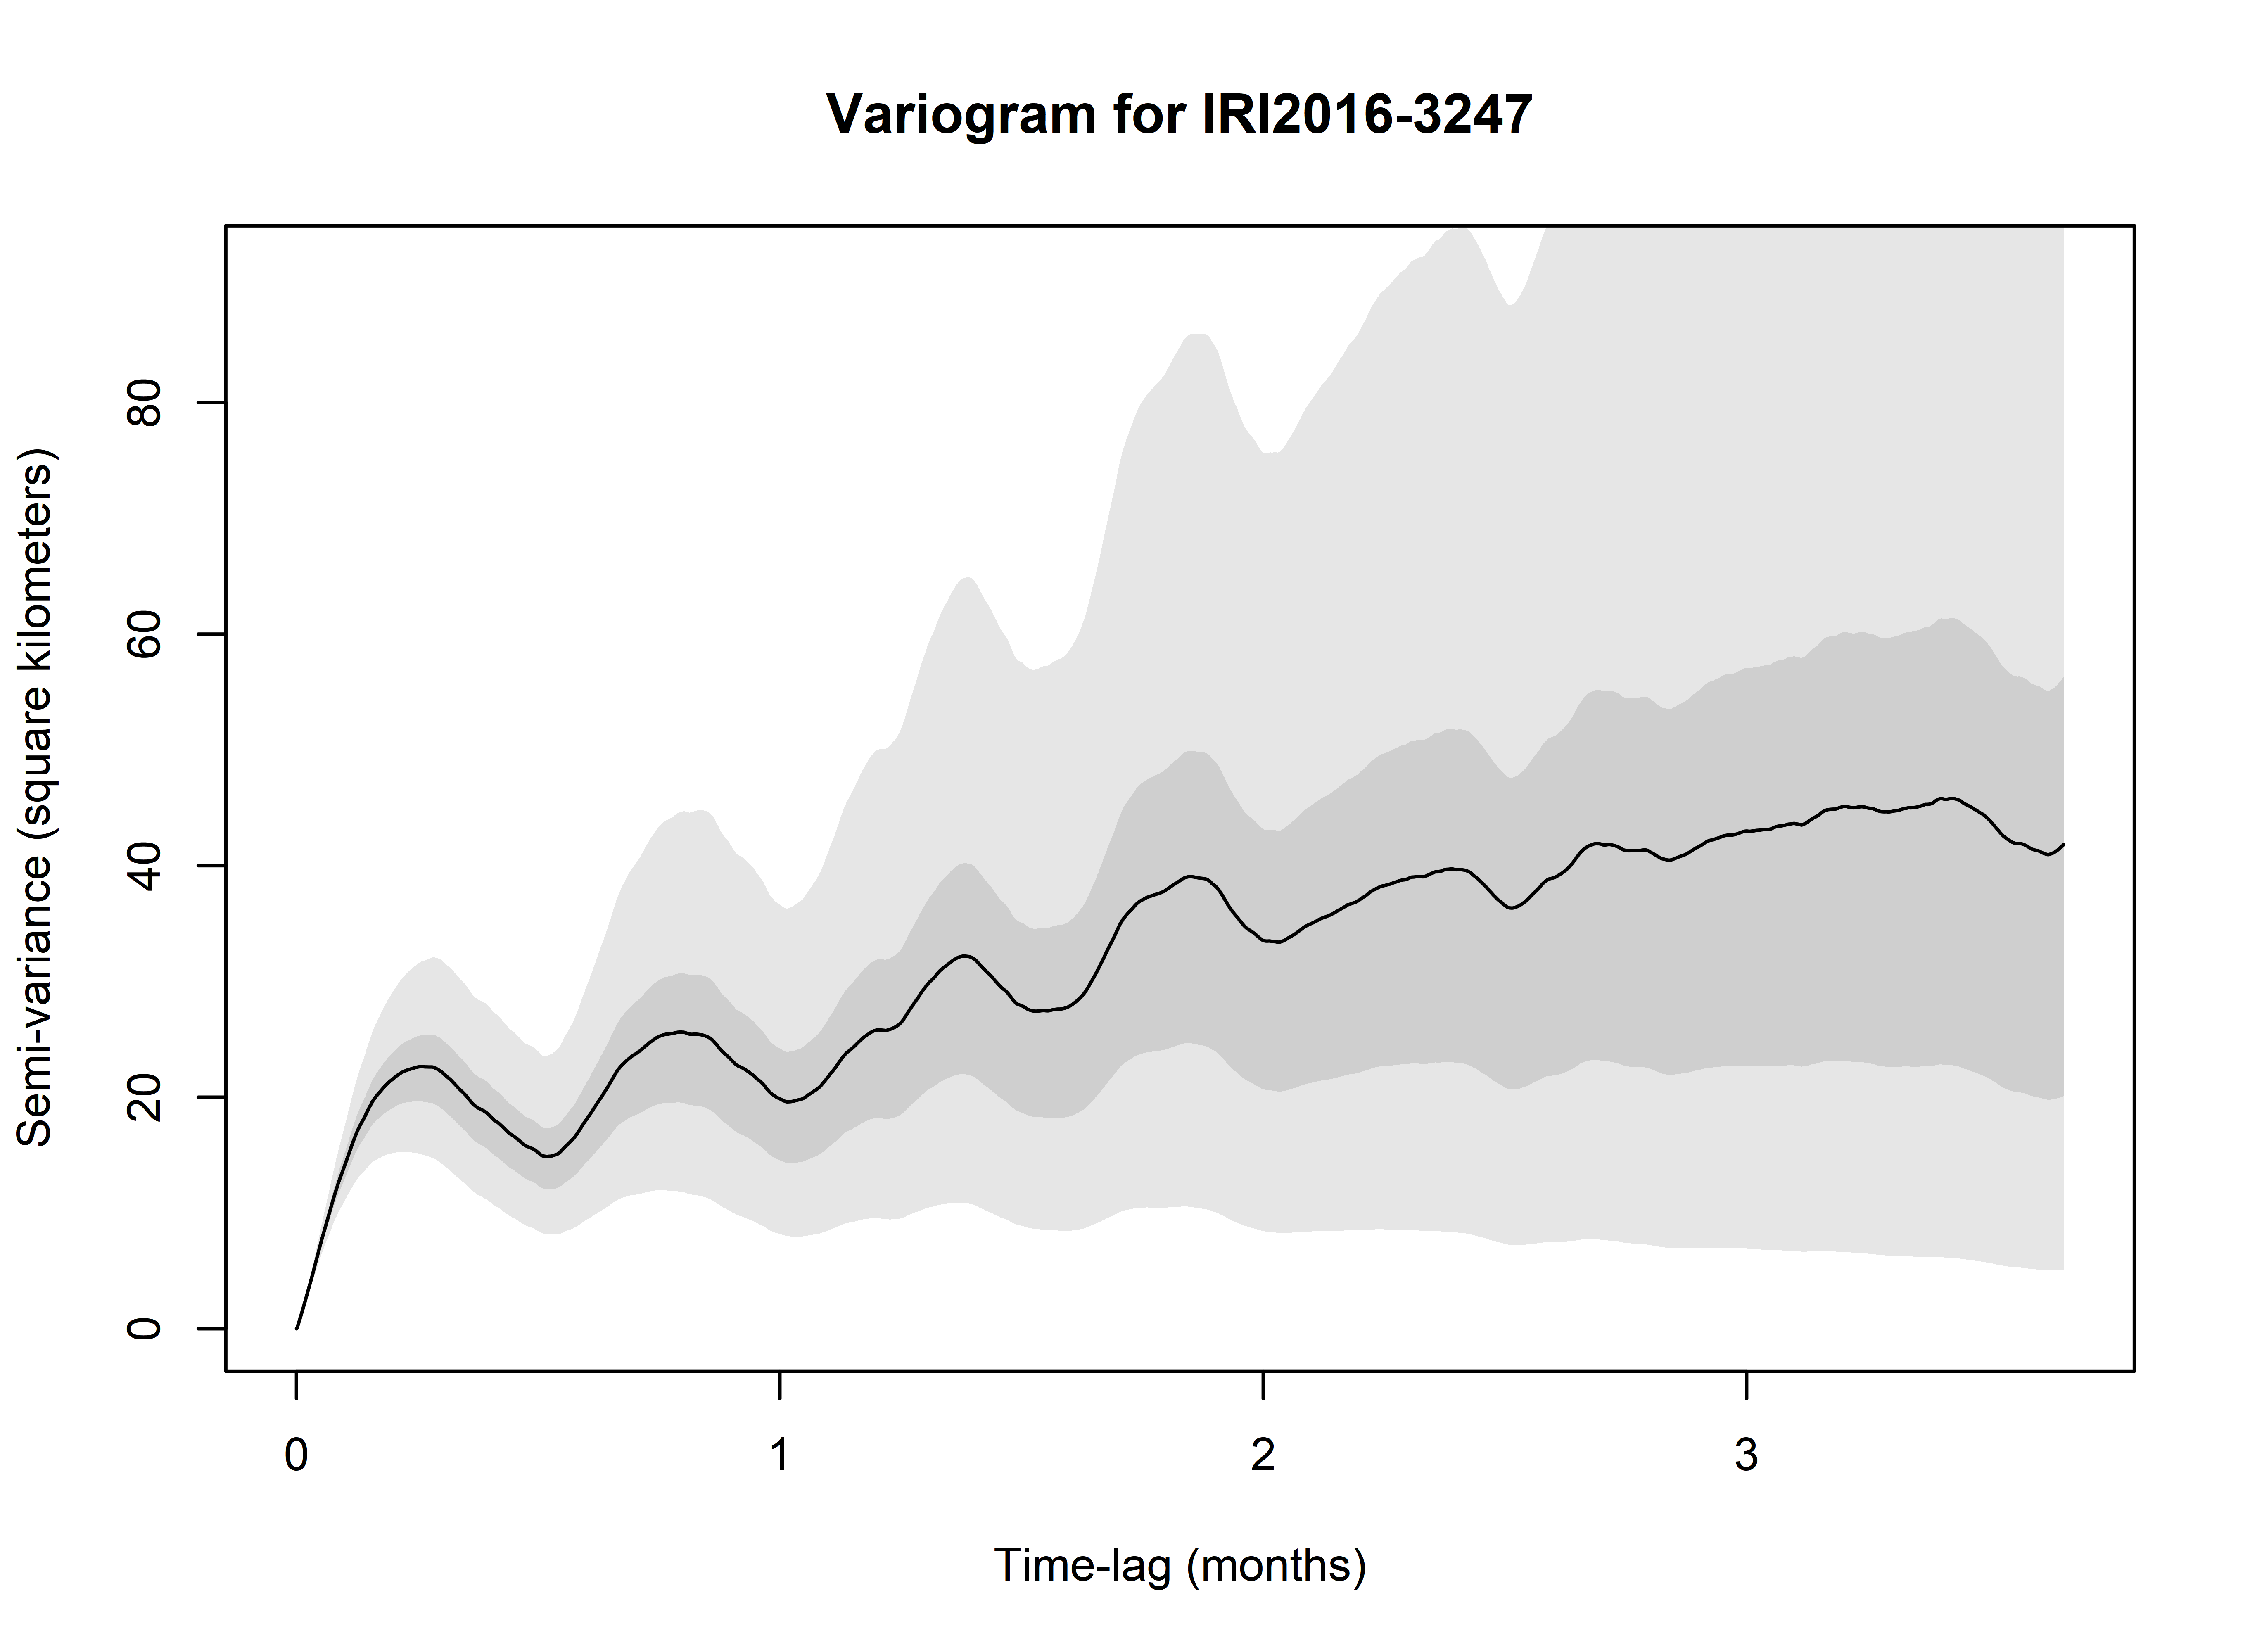 Variogram for IRI2016-3247
Semi-variance (square kilometers)
80
60
40
20
0
0 1 2 3
Time-lag (months)